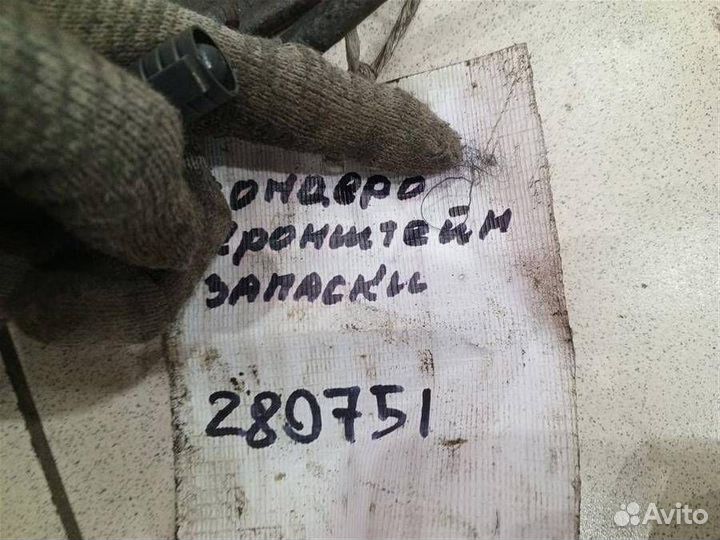 ондеро
кронштейн
запаски
280751
Avito